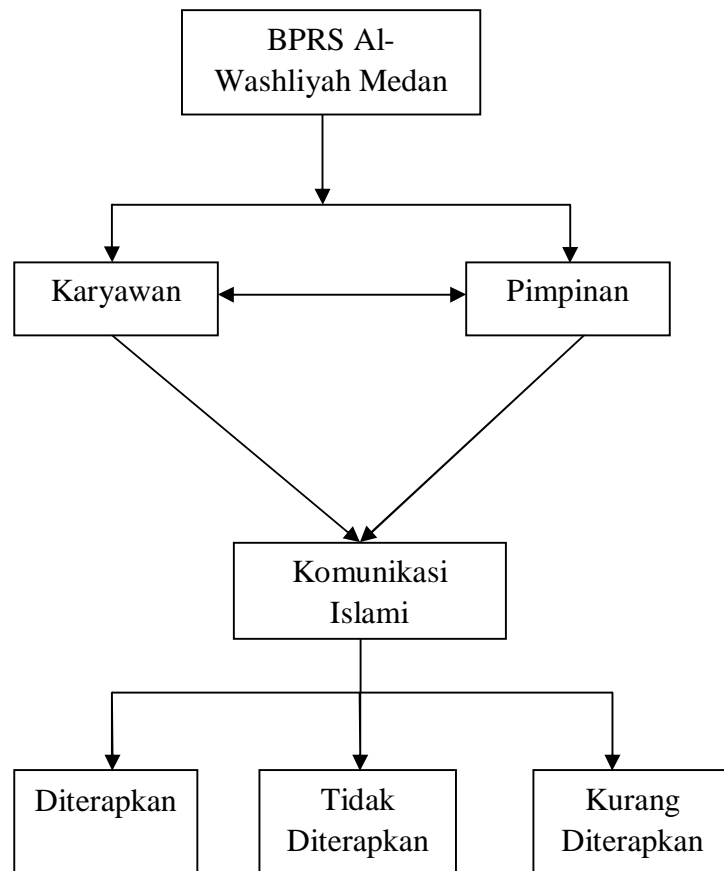 BPRS Al-
Washliyah Medan
Karyawan
Pimpinan
Komunikasi
Islami
Diterapkan
Tidak
Diterapkan
Kurang
Diterapkan